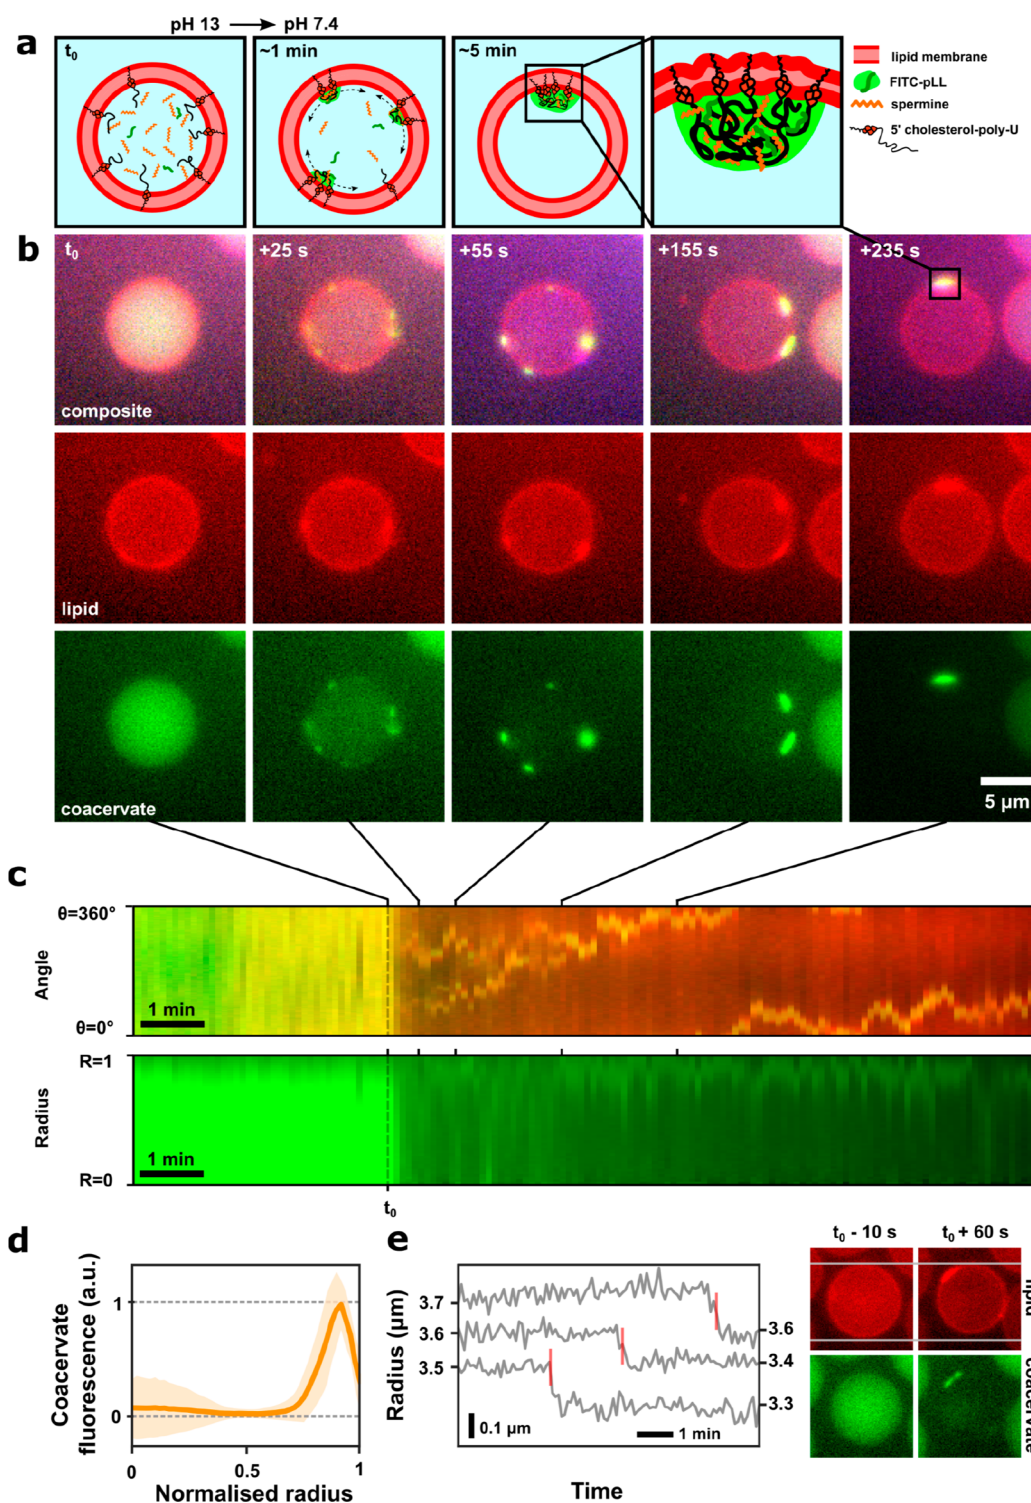 pH 13 → pH 7.4
a
t₀
~1 min
~5 min
lipid membrane
FITC-pLL
spermine
5' cholesterol-poly-U
b
t₀
+25 s
+55 s
+155 s
+235 s
composite
lipid
coacervate
5 µm
c
θ=360°
Angle
1 min
θ=0°
R=1
Radius
1 min
R=0
t₀
d
Coacervate
fluorescence (a.u.)
1
0
0
0.5
1
Normalised radius
e
Radius (µm)
3.7
3.6
3.5
3.6
3.4
3.3
0.1 µm
1 min
Time
t₀ - 10 s
t₀ + 60 s
lipid
coacervate